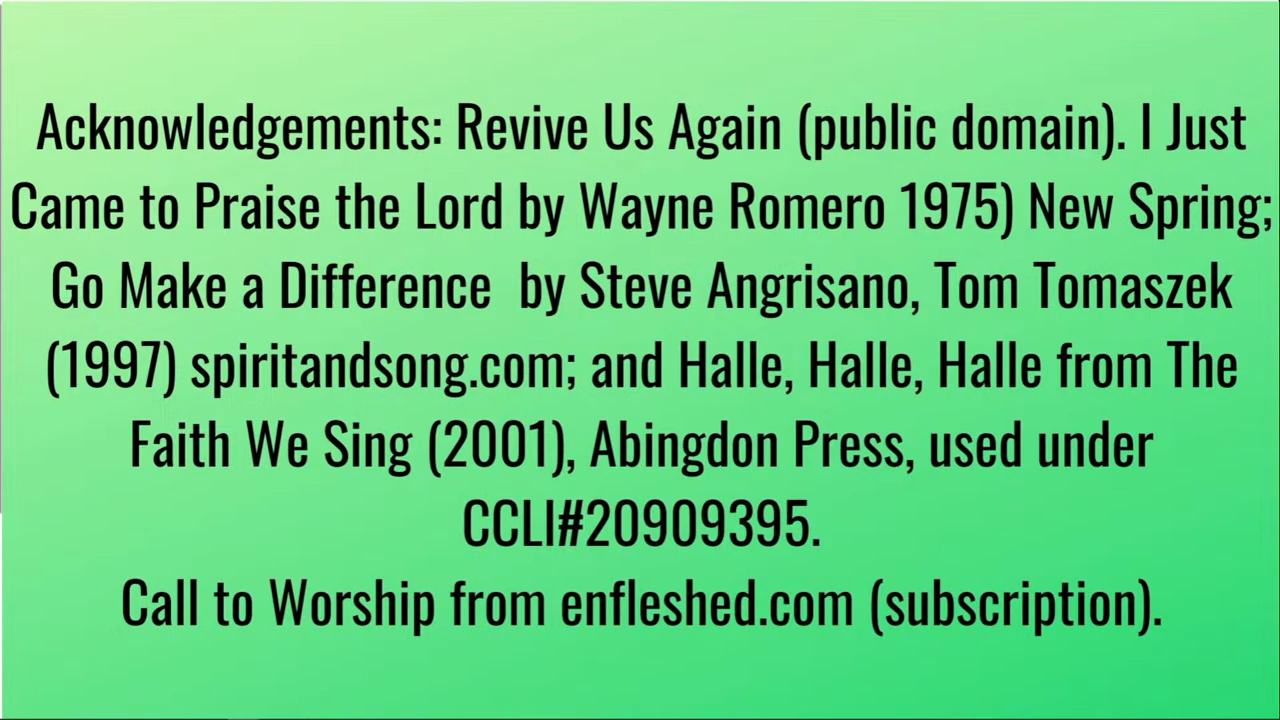 Acknowledgements: Revive Us Again (public domain). I Just
Came to Praise the Lord by Wayne Romero 1975) New Spring;
Go Make a Difference  by Steve Angrisano, Tom Tomaszek
(1997) spiritandsong.com; and Halle, Halle, Halle from The
Faith We Sing (2001), Abingdon Press, used under
CCLI#20909395.
Call to Worship from enfleshed.com (subscription).